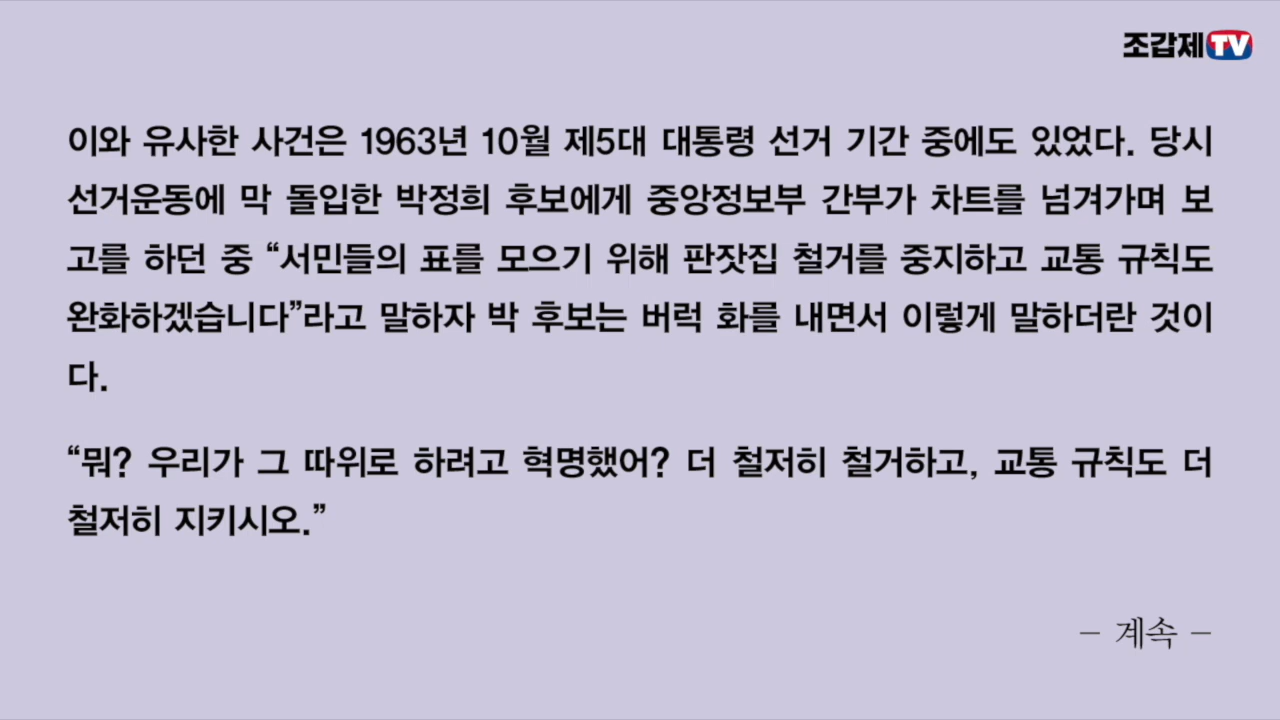 조갑제TV
이와 유사한 사건은 1963년 10월 제5대 대통령 선거 기간 중에도 있었다. 당시
선거운동에 막 돌입한 박정희 후보에게 중앙정보부 간부가 차트를 넘겨가며 보
고를 하던 중 “서민들의 표를 모으기 위해 판잣집 철거를 중지하고 교통 규칙도
완화하겠습니다”라고 말하자 박 후보는 버럭 화를 내면서 이렇게 말하더란 것이
다.
“뭐? 우리가 그 따위로 하려고 혁명했어? 더 철저히 철거하고, 교통 규칙도 더
철저히 지키시오.”
– 계속 –